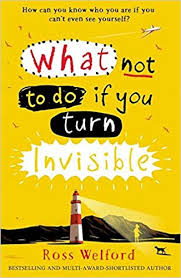 How can you know who you are if you
can't even see yourself?
What not
to do if you
turn
Invisible
Ross Welford
BESTSELLING AND MULTI-AWARD-SHORTLISTED AUTHOR